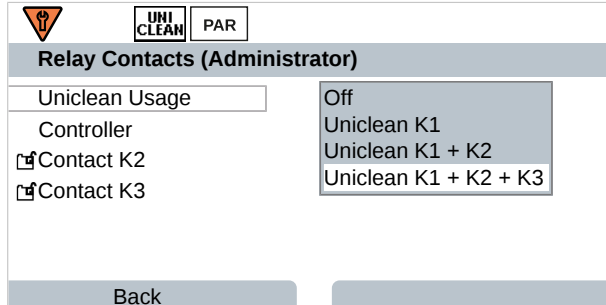 UNI
CLEAN PAR
Relay Contacts (Administrator)
Uniclean Usage
Controller
Contact K2
Contact K3
Off
Uniclean K1
Uniclean K1 + K2
Uniclean K1 + K2 + K3
Back